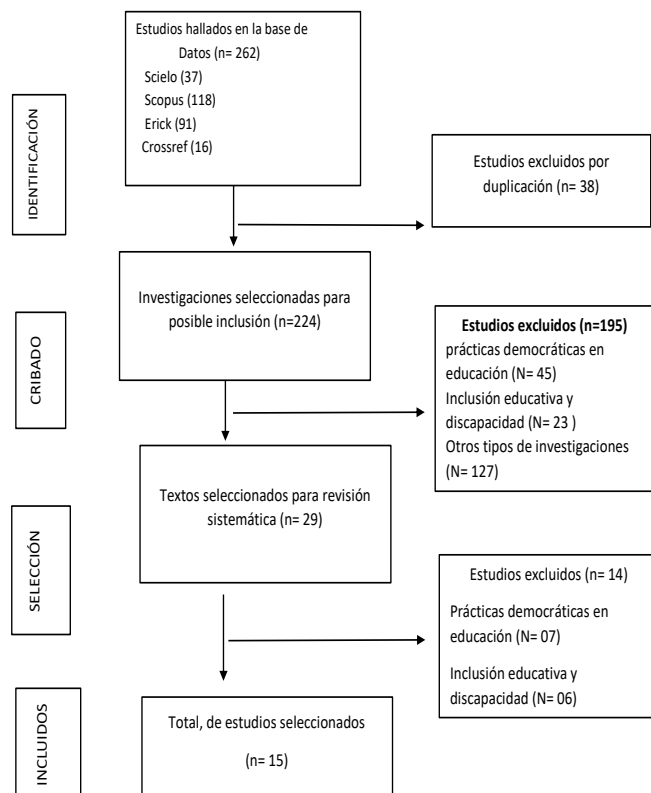 Estudios hallados en la base de
Datos (n= 262)
Scielo (37)
Scopus (118)
Erick (91)
Crossref (16)
IDENTIFICACIÓN
Estudios excluidos por
duplicación (n= 38)
Investigaciones seleccionadas para
posible inclusión (n=224)
CRIBADO
Estudios excluidos (n=195)
prácticas democráticas en
educación (N= 45)
Inclusión educativa y
discapacidad (N= 23 )
Otros tipos de investigaciones
(N= 127)
Textos seleccionados para revisión
sistemática (n= 29)
SELECCIÓN
Estudios excluidos (n= 14)
Prácticas democráticas en
educación (N= 07)
Inclusión educativa y
discapacidad (N= 06)
INCLUIDOS
Total, de estudios seleccionados
(n= 15)